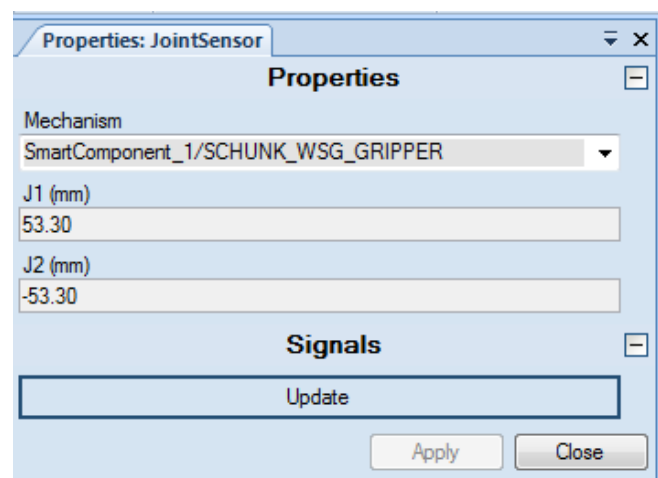 Properties: JointSensor
Properties
Mechanism
SmartComponent_1/SCHUNK_WSG_GRIPPER
J1 (mm)
53.30
J2 (mm)
-53.30
Signals
Update
Apply Close